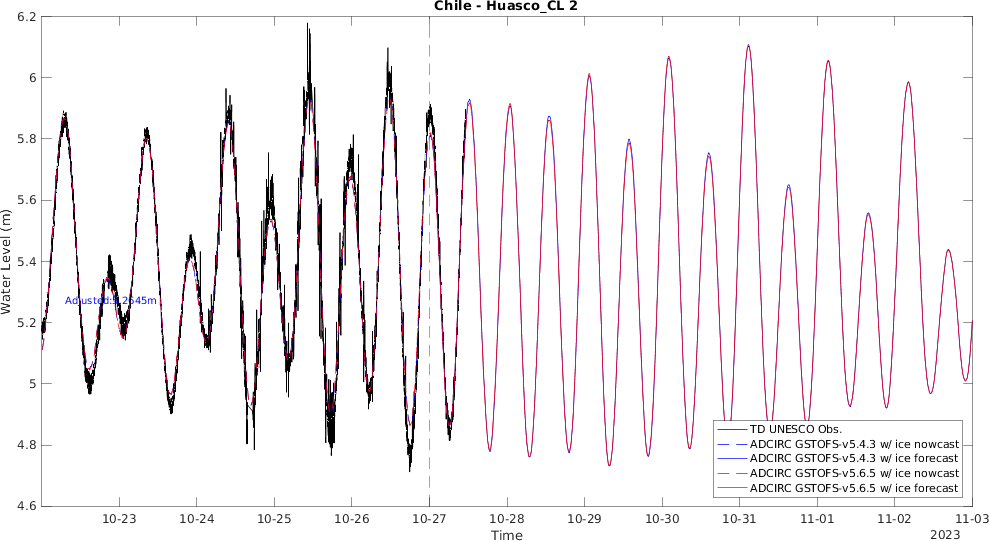 Chile - Huasco_CL 2
6.2
6
5.8
5.6
5.4
5.2
5
4.8
4.6
Water Level (m)
Adjusted:5.2645m
TD UNESCO Obs.
ADCIRC GSTOFS-v5.4.3 w/ ice nowcast
ADCIRC GSTOFS-v5.4.3 w/ ice forecast
ADCIRC GSTOFS-v5.6.5 w/ ice nowcast
ADCIRC GSTOFS-v5.6.5 w/ ice forecast
10-23 10-24 10-25 10-26 10-27 10-28 10-29 10-30 10-31 11-01 11-02 11-03
Time
2023